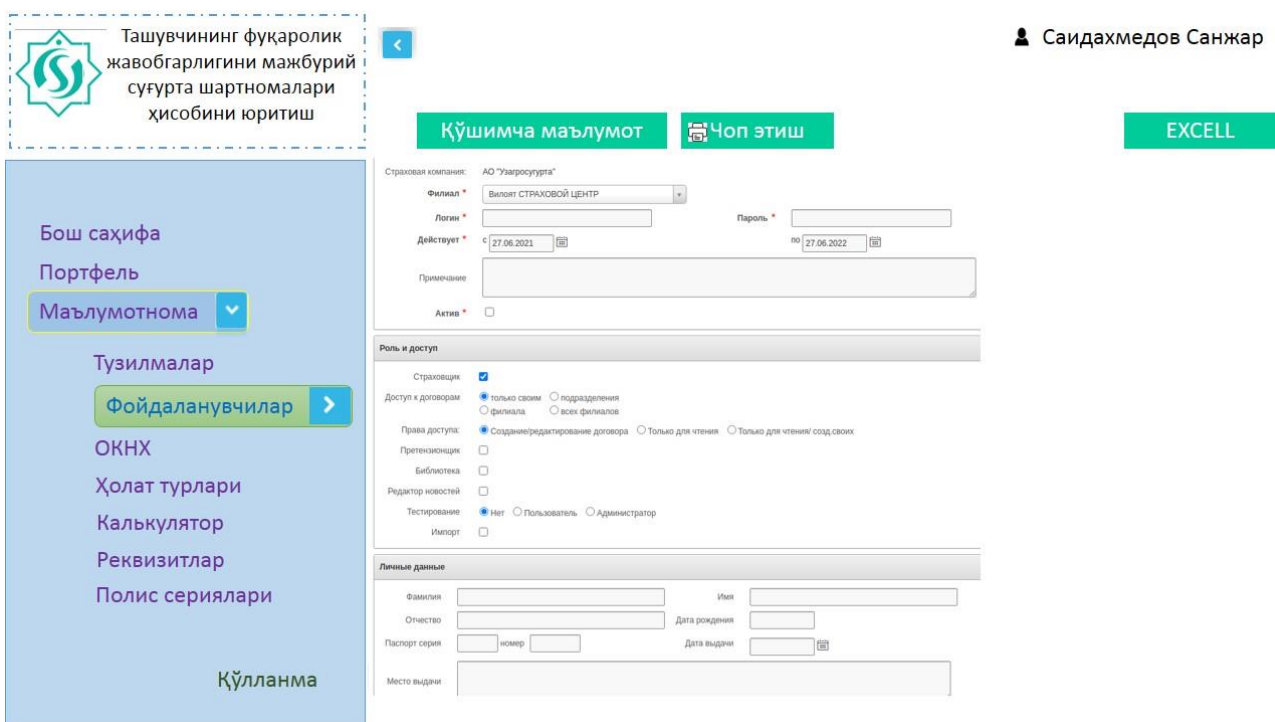 Ташувчининг фуқаролик
жавобгарлигини мажбурий
суғурта шартномалари
ҳисобини юритиш
Саидахмедов Санжар
Қўшимча маълумот
Чоп этиш
EXCELL
Бош саҳифа
Портфель
Маълумотнома
Тузилмалар
Фойдаланувчилар
ОКНХ
Ҳолат турлари
Калькулятор
Реквизитлар
Полис сериялари
Қўлланма
Страховая компания: АО "Узагросугурта"
Филиал * Вилоят СТРАХОВОЙ ЦЕНТР
Логин * Пароль *
Действует * с 27.06.2021 по 27.06.2022
Примечание
Актив *
Роль и доступ
Страховщик
Доступ к договорам только своим подразделения
филиала всех филиалов
Права доступа: Создание/редактирование договора Только для чтения Только для чтения/ созд.своих
Претензионщик
Библиотека
Редактор новостей
Тестирование Нет Пользователь Администратор
Импорт
Личные данные
Фамилия Имя
Отчество Дата рождения
Паспорт серия номер Дата выдачи
Место выдачи